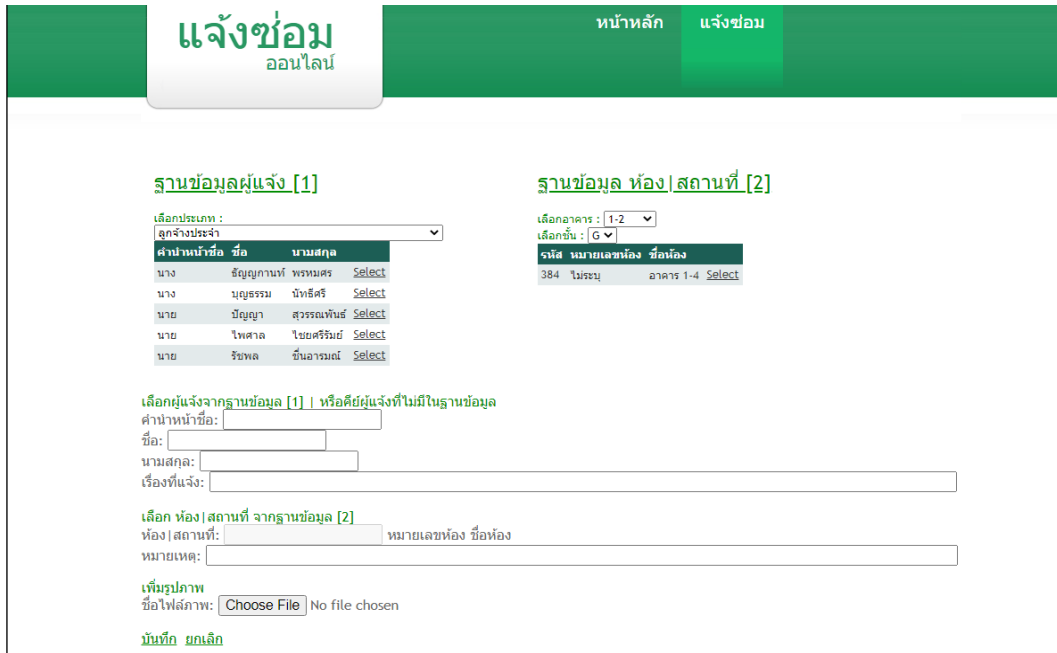 แจ้งซ่อม
ออนไลน์
หน้าหลัก แจ้งซ่อม
ฐานข้อมูลผู้แจ้ง [1]
เลือกประเภท :
ลูกจ้างประจำ
คำนำหน้าชื่อ ชื่อ นามสกุล
นาง ธัญญกานท์ พรหมศร Select
นาง บุญธรรม นัทธีศรี Select
นาย ปัญญา สุวรรณพันธ์ Select
นาย ไพศาล ไชยศรีรัมย์ Select
นาย รัชพล ชื่นอารมณ์ Select
ฐานข้อมูล ห้อง|สถานที่ [2]
เลือกอาคาร : 1-2
เลือกชั้น : G
รหัส หมายเลขห้อง ชื่อห้อง
384 ไม่ระบุ อาคาร 1-4 Select
เลือกผู้แจ้งจากฐานข้อมูล [1] | หรือคีย์ผู้แจ้งที่ไม่มีในฐานข้อมูล
คำนำหน้าชื่อ:
ชื่อ:
นามสกุล:
เรื่องที่แจ้ง:
เลือก ห้อง|สถานที่ จากฐานข้อมูล [2]
ห้อง|สถานที่: หมายเลขห้อง ชื่อห้อง
หมายเหตุ:
เพิ่มรูปภาพ
ชื่อไฟล์ภาพ: Choose File No file chosen
บันทึก ยกเลิก